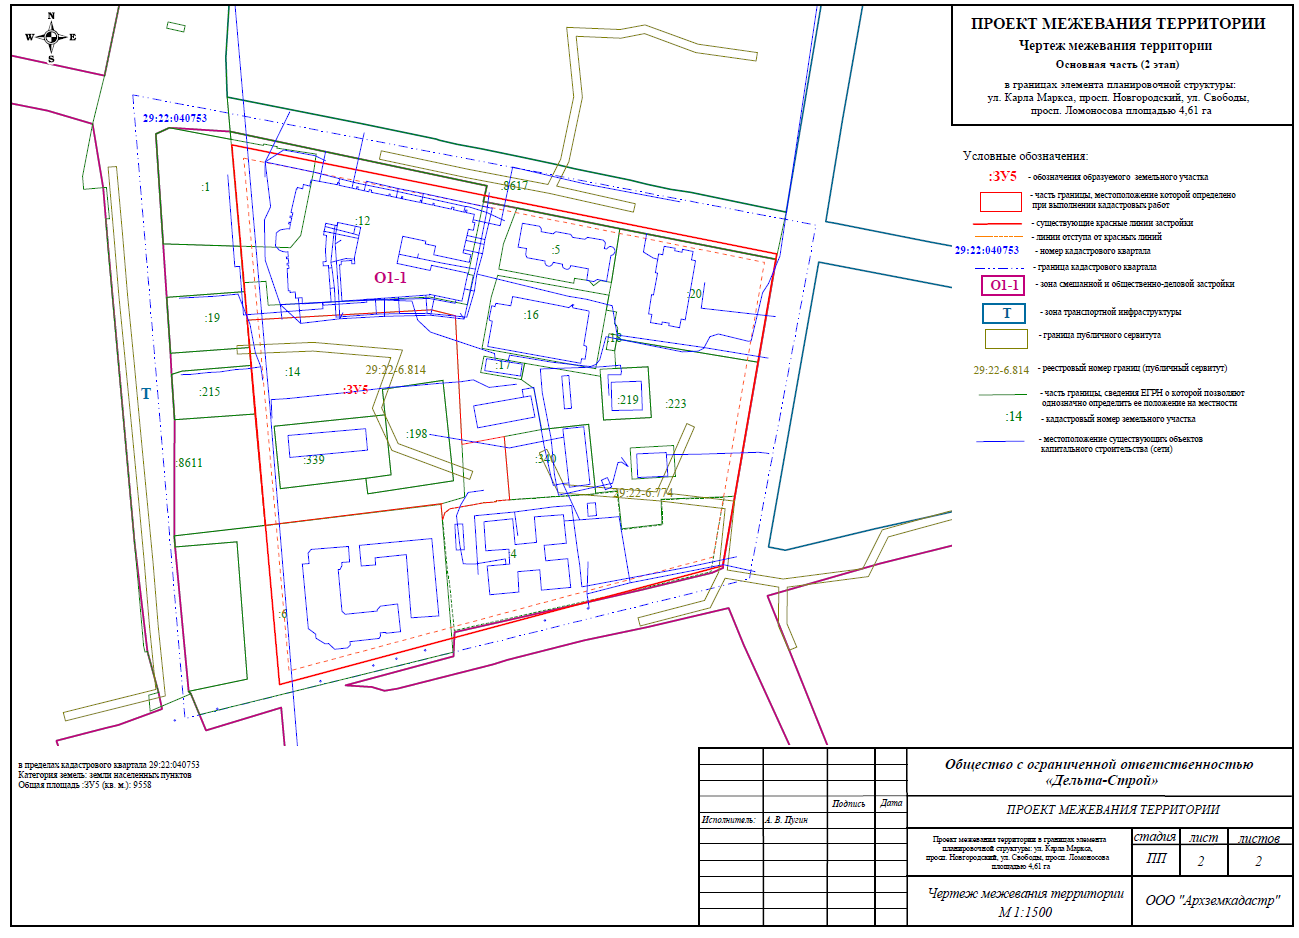 N
W E
S
ПРОЕКТ МЕЖЕВАНИЯ ТЕРРИТОРИИ
Чертеж межевания территории
Основная часть (2 этап)
в границах элемента планировочной структуры:
ул. Карла Маркса, просп. Новгородский, ул. Свободы,
просп. Ломоносова площадью 4,61 га
Условные обозначения:
:ЗУ5 - обозначения образуемого земельного участка
- часть границы, местоположение которой определено
при выполнении кадастровых работ
- существующие красные линии застройки
- линии отступа от красных линий
29:22:040753 - номер кадастрового квартала
- граница кадастрового квартала
О1-1 - зона смешанной и общественно-деловой застройки
Т - зона транспортной инфраструктуры
- граница публичного сервитута
29:22-6.814 - реестровый номер границ (публичный сервитут)
- часть границы, сведения ЕГРН о которой позволяют
однозначно определить ее положение на местности
:14 - кадастровый номер земельного участка
- местоположение существующих объектов
капитального строительства (сети)
29:22:040753
:1
:8617
:12
:5
О1-1
:20
:19
:16
:18
:14
29:22-6.814
:17
:ЗУ5
Т
:215
:219
:223
:198
:8611
:339
:340
29:22-6.774
:4
:6
в пределах кадастрового квартала 29:22:040753
Категория земель: земли населенных пунктов
Общая площадь :ЗУ5 (кв. м.): 9558
Общество с ограниченной ответственностью
«Дельта-Строй»
Подпись Дата
ПРОЕКТ МЕЖЕВАНИЯ ТЕРРИТОРИИ
Исполнитель: А. В. Пугин
Проект межевания территории в границах элемента
планировочной структуры: ул. Карла Маркса,
просп. Новгородский, ул. Свободы, просп. Ломоносова
площадью 4,61 га
стадия лист листов
ПП 2 2
Чертеж межевания территории
М 1:1500
ООО "Архземкадастр"